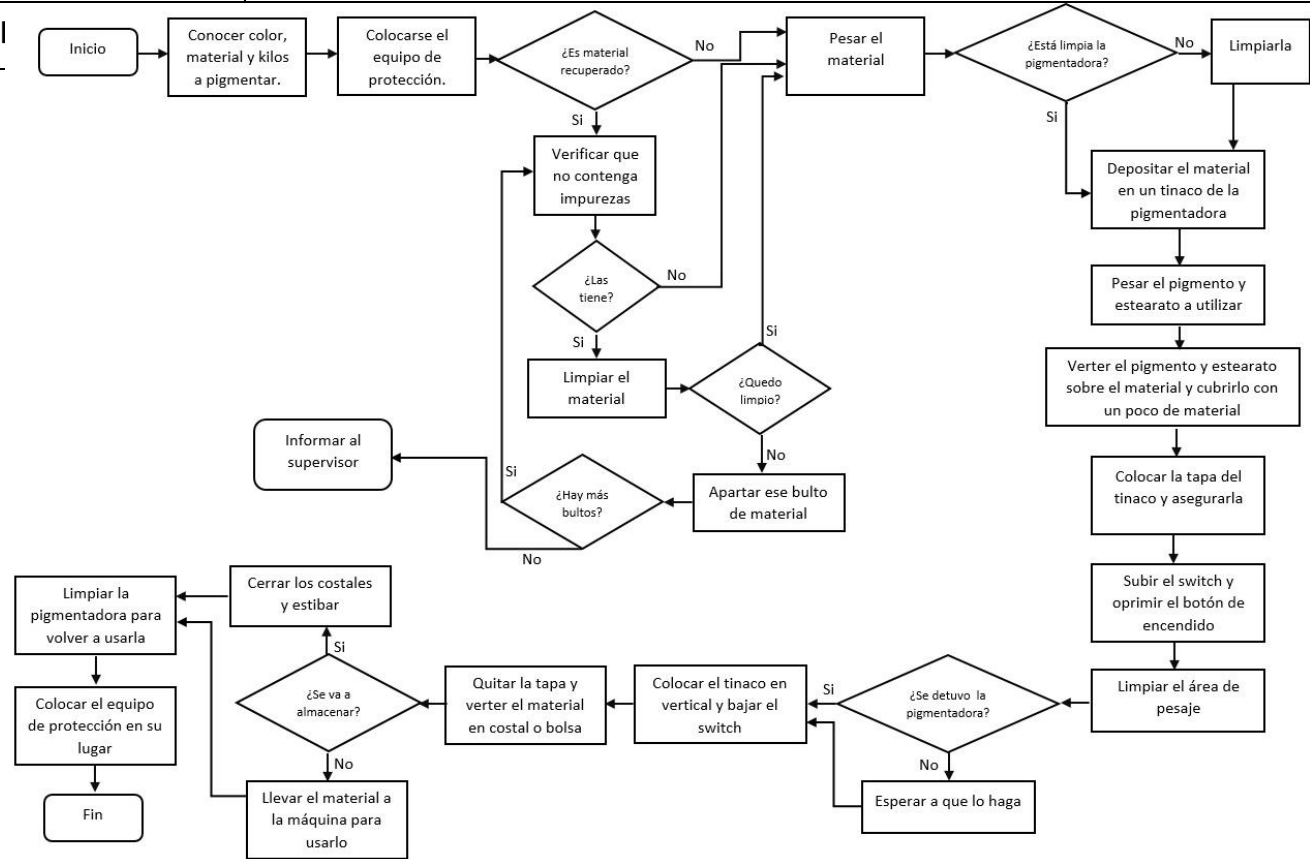 Inicio
Conocer color,
material y kilos
a pigmentar.
Colocarse el
equipo de
protección.
¿Es material
recuperado?
No
Si
Pesar el
material
¿Está limpia la
pigmentadora?
No
Si
Limpiarla
Verificar que
no contenga
impurezas
¿Las
tiene?
No
Si
Limpiar el
material
¿Quedo
limpio?
Si
No
Apartar ese bulto
de material
¿Hay más
bultos?
Si
No
Informar al
supervisor
Depositar el material
en un tinaco de la
pigmentadora
Pesar el pigmento y
estearato a utilizar
Verter el pigmento y estearato
sobre el material y cubrirlo con
un poco de material
Colocar la tapa del
tinaco y asegurarla
Subir el switch y
oprimir el botón de
encendido
Limpiar el área de
pesaje
¿Se detuvo la
pigmentadora?
Si
No
Esperar a que lo haga
Colocar el tinaco en
vertical y bajar el
switch
Quitar la tapa y
verter el material
en costal o bolsa
¿Se va a
almacenar?
Si
No
Cerrar los costales
y estibar
Llevar el material a
la máquina para
usarlo
Limpiar la
pigmentadora para
volver a usarla
Colocar el equipo
de protección en su
lugar
Fin